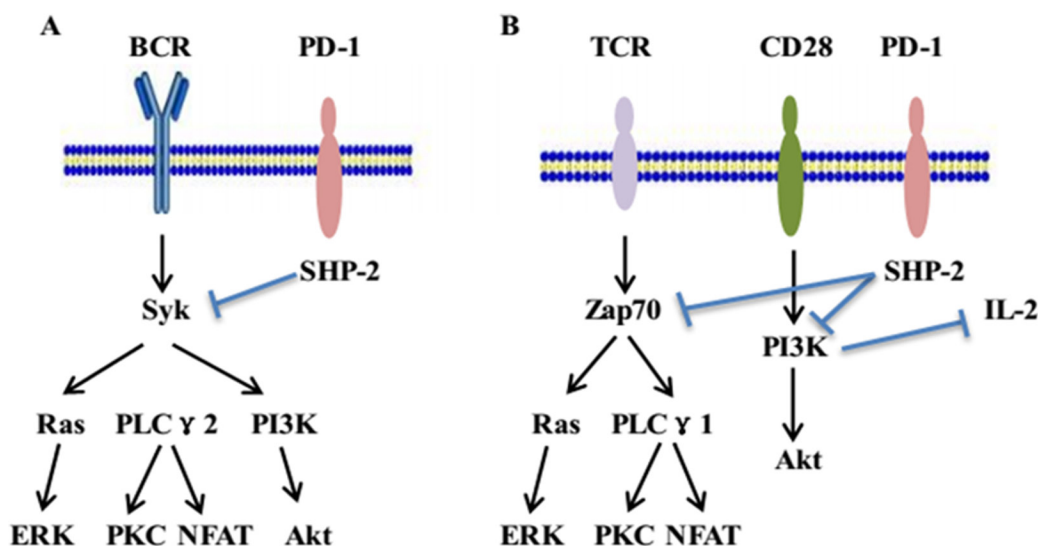 A
BCR PD-1
SHP-2
Syk
Ras PLC γ 2 PI3K
ERK PKC NFAT Akt
B
TCR CD28 PD-1
SHP-2
Zap70 IL-2
PI3K
Ras PLC γ 1
Akt
ERK PKC NFAT